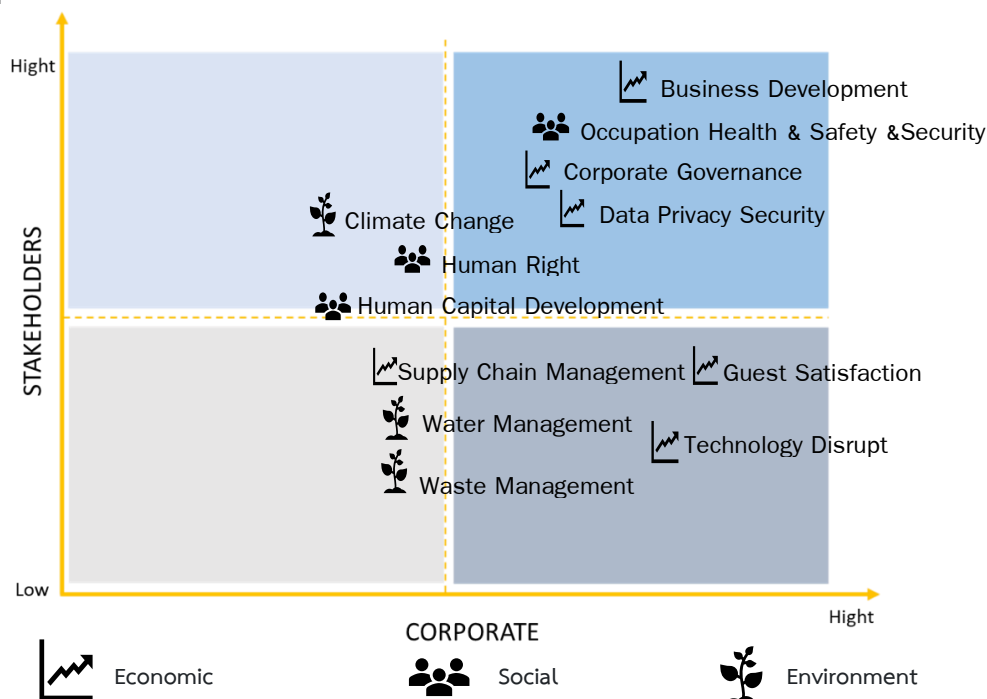 Hight
Business Development
Occupation Health & Safety &Security
Corporate Governance
Data Privacy Security
Climate Change
Human Right
Human Capital Development
STAKEHOLDERS
Supply Chain Management
Guest Satisfaction
Water Management
Technology Disrupt
Waste Management
Low
Hight
CORPORATE
Economic
Social
Environment